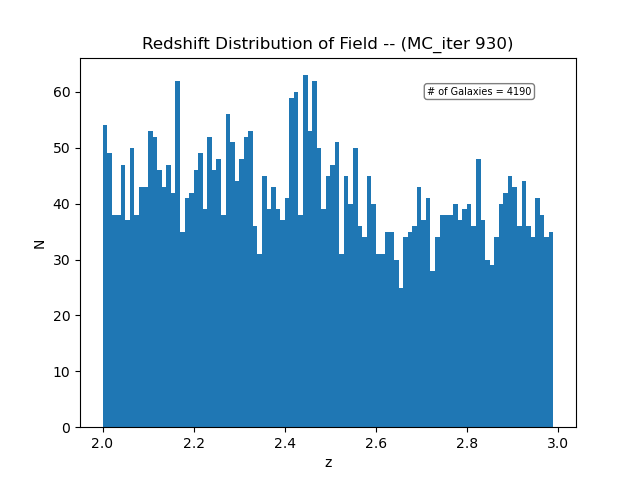 Redshift Distribution of Field -- (MC_iter 930)
# of Galaxies = 4190
60
50
40
30
20
10
0
N
2.0 2.2 2.4 2.6 2.8 3.0
z